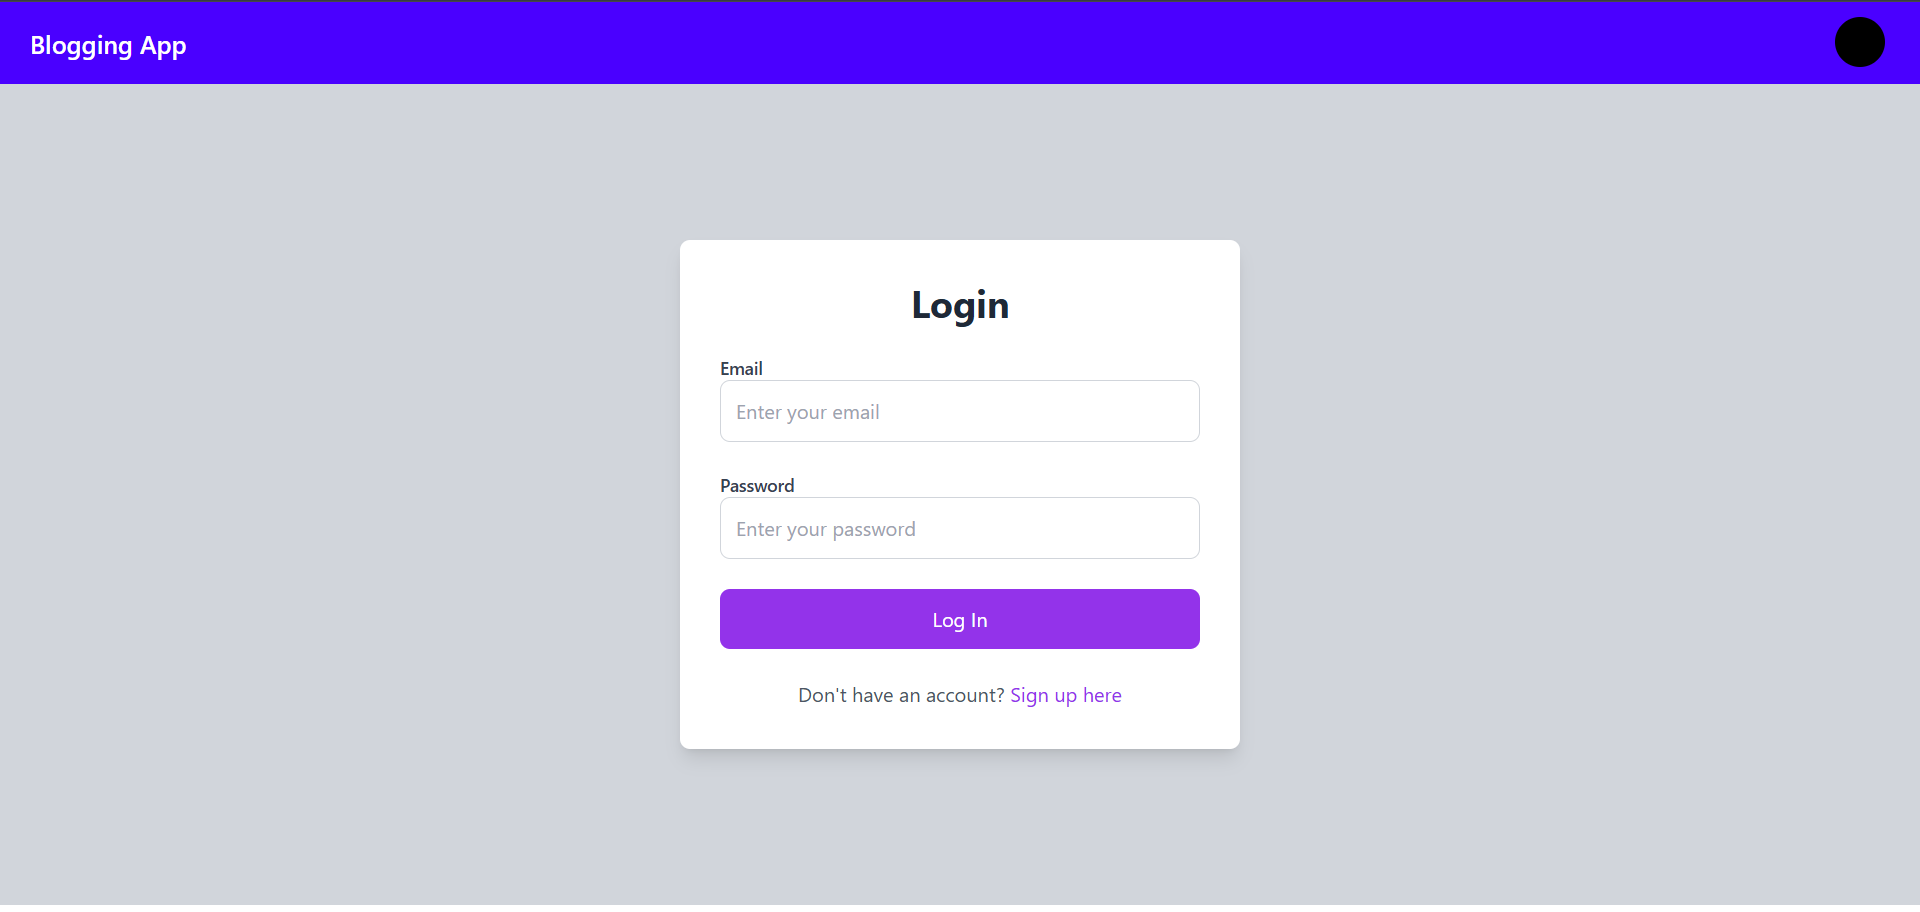 Blogging App
Login
Email
Enter your email
Password
Enter your password
Log In
Don't have an account? Sign up here